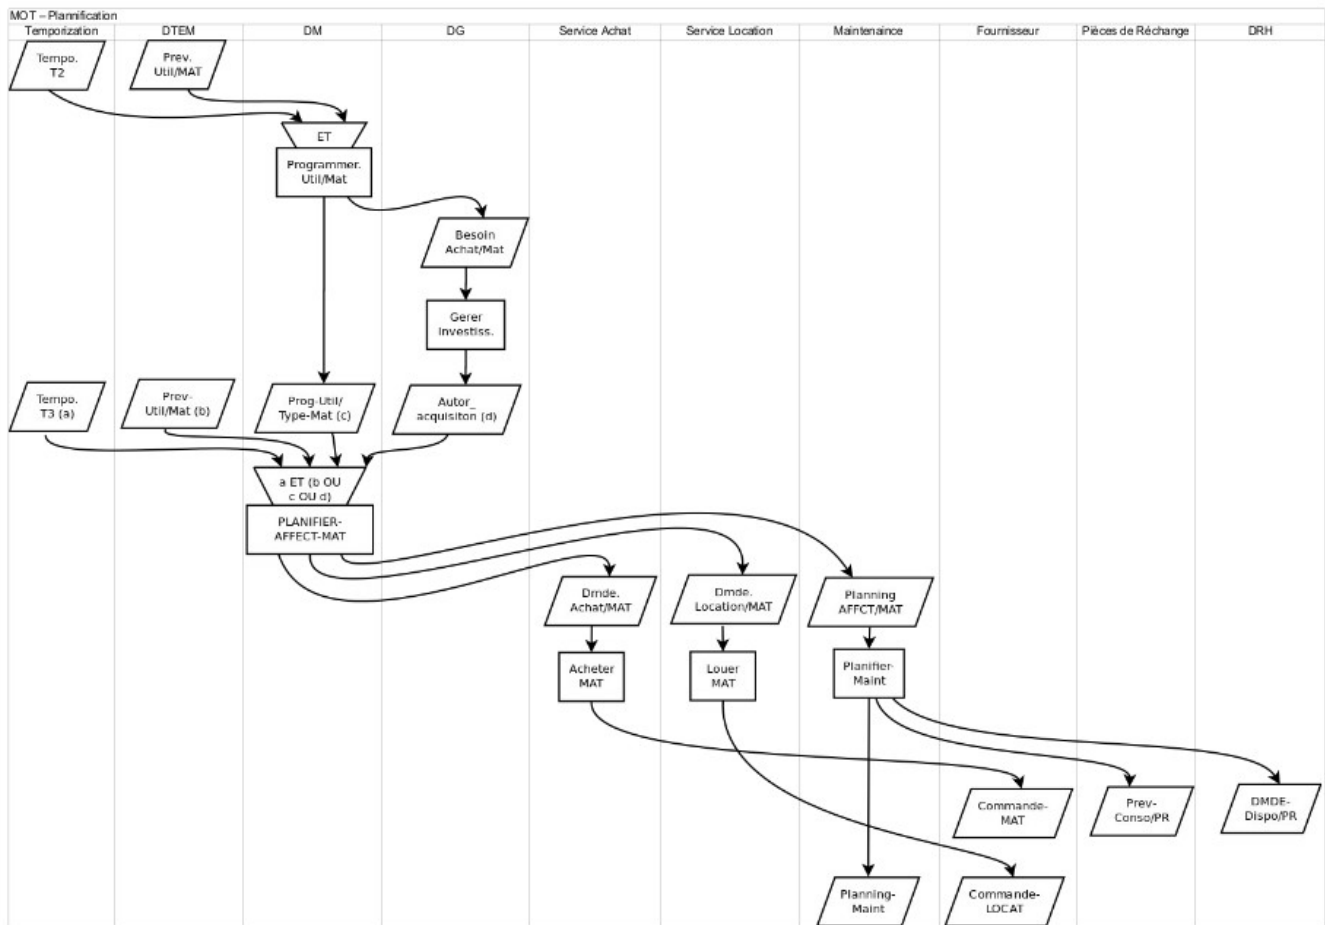 MOT – Plannification
Temporization DTEM DM DG Service Achat Service Location Maintenaince Fournisseur Pièces de Réchange DRH
Tempo.
T2
Prev.
Util/MAT
ET
Programmer.
Util/Mat
Besoin
Achat/Mat
Gerer
Investiss.
Tempo.
T3 (a)
Prev-
Util/Mat (b)
Prog-Util/
Type-Mat (c)
Autor_
acquisiton (d)
a ET (b OU
c OU d)
PLANIFIER-
AFFECT-MAT
Dmde.
Achat/MAT
Dmde.
Location/MAT
Planning
AFFCT/MAT
Acheter
MAT
Louer
MAT
Planifier-
Maint
Commande-
MAT
Prev-
Conso/PR
DMDE-
Dispo/PR
Planning-
Maint
Commande-
LOCAT